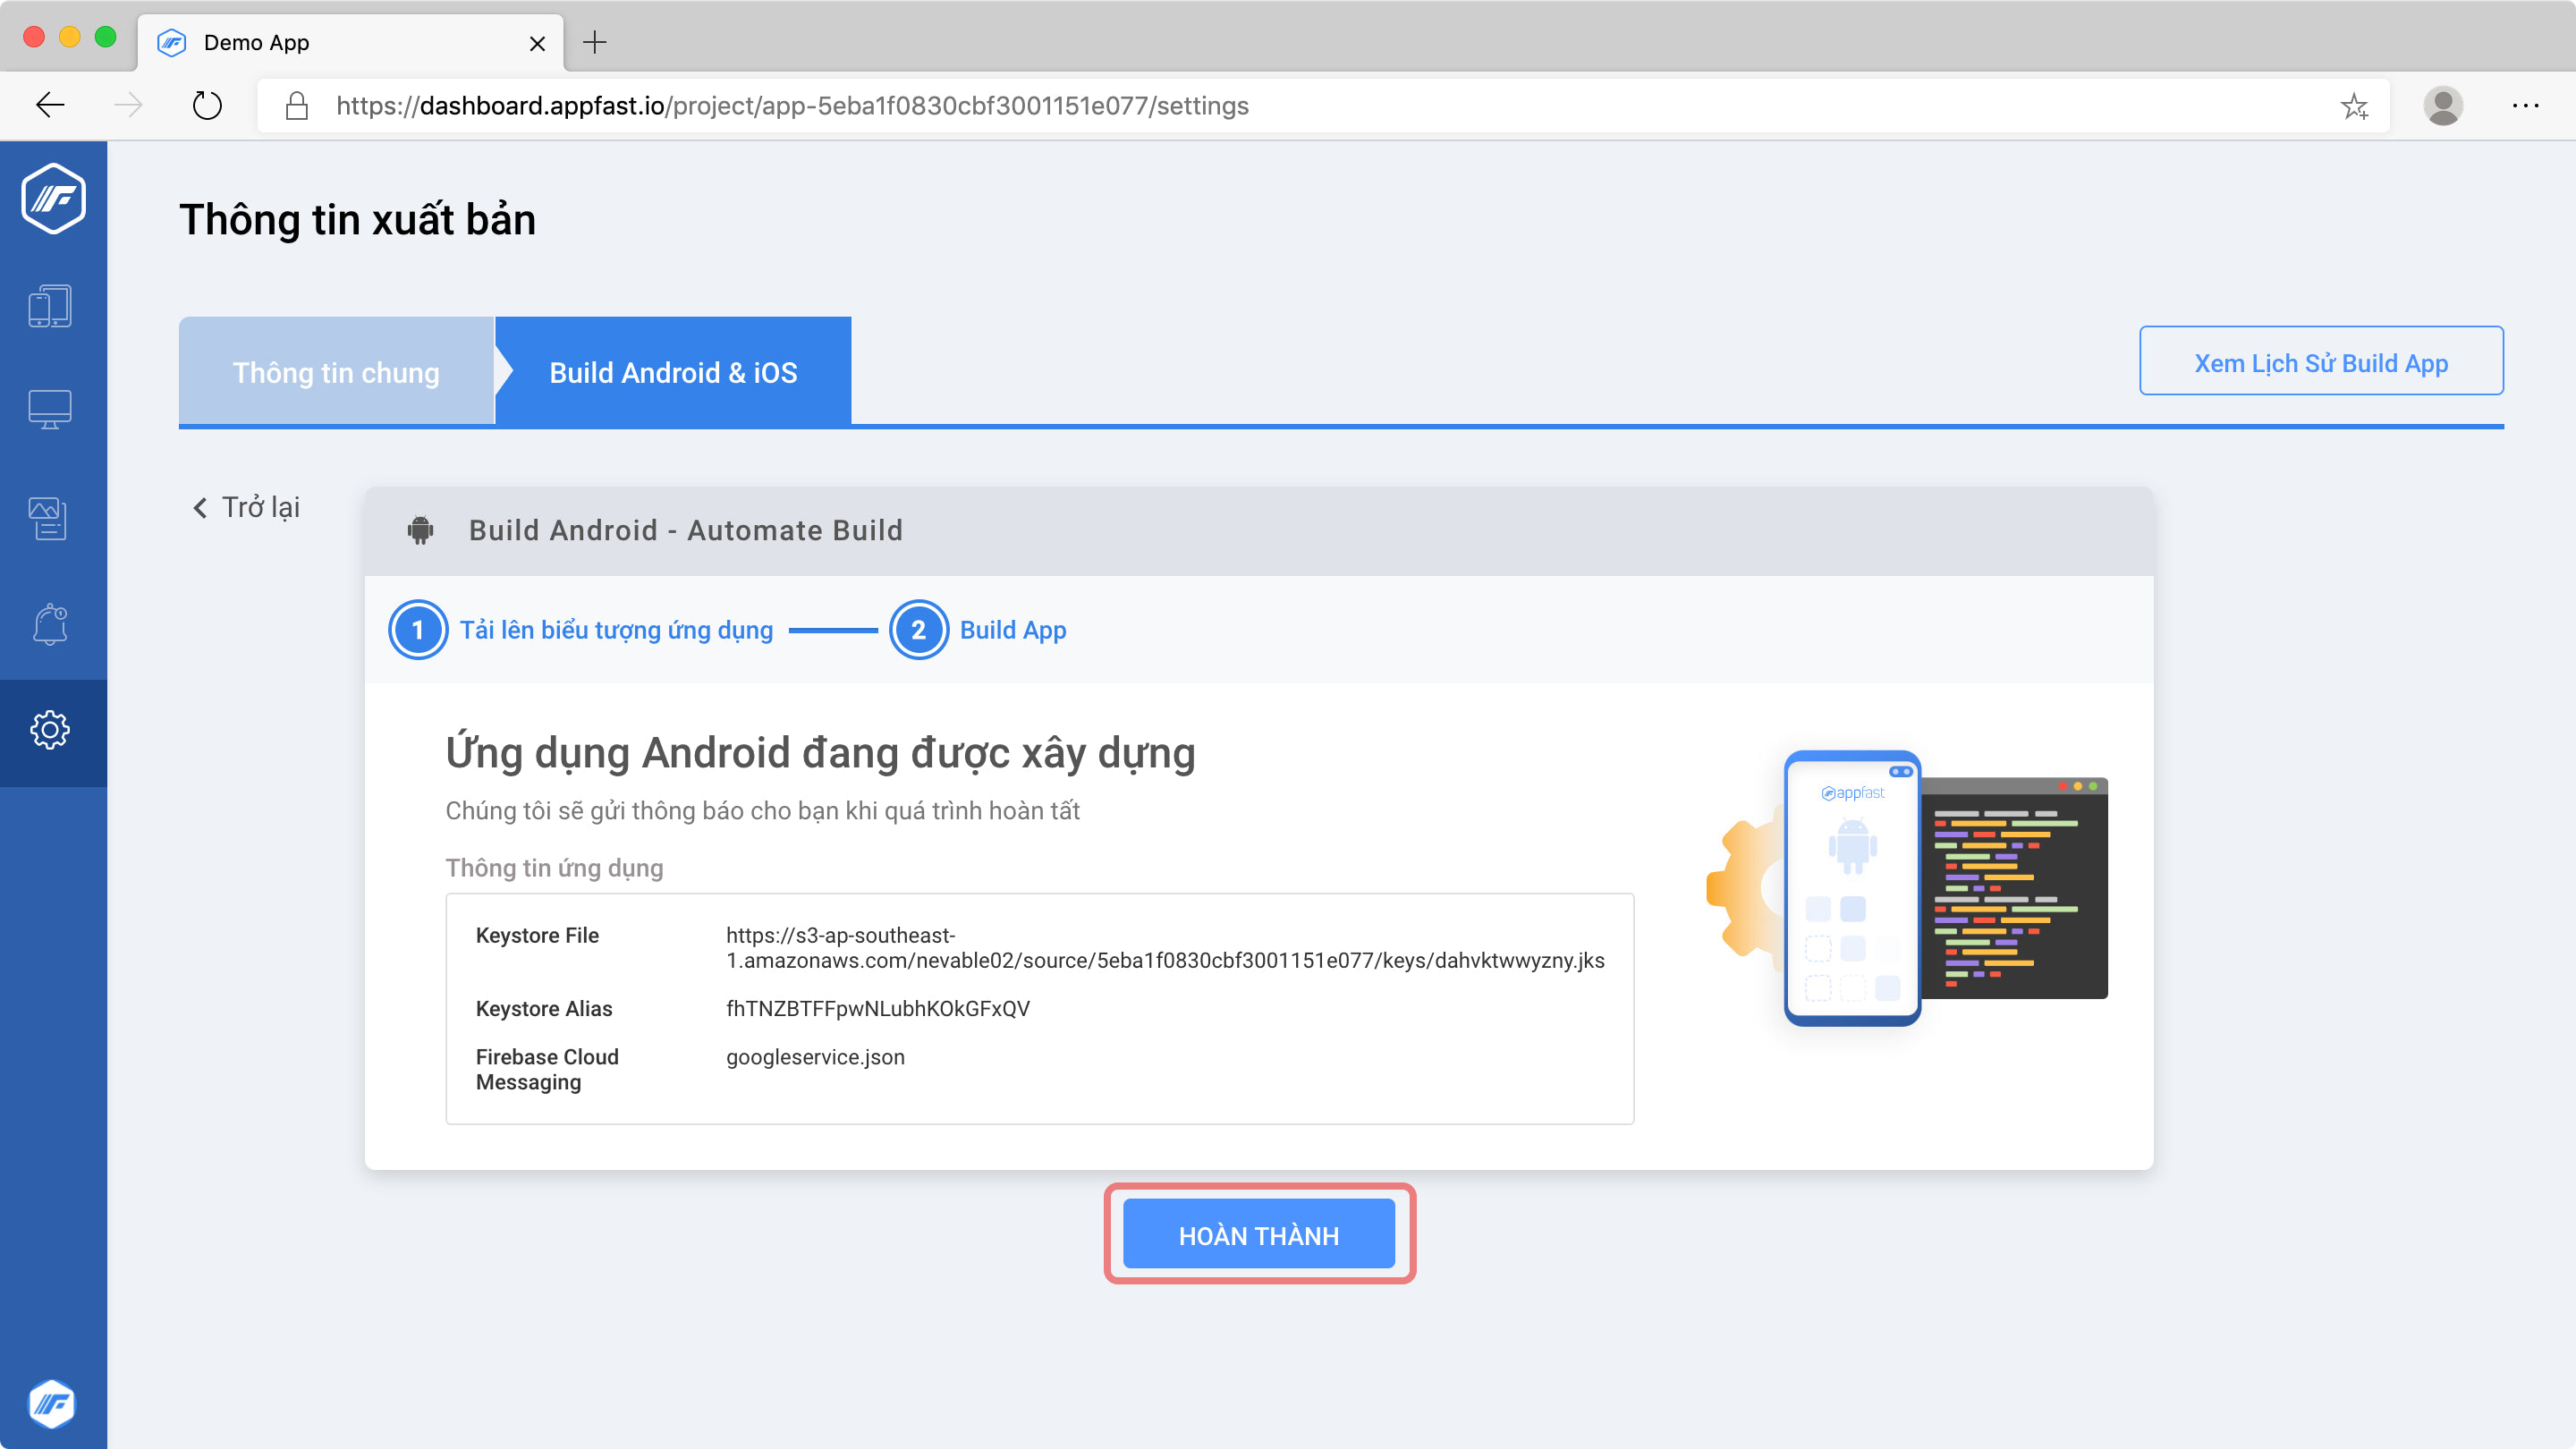 Demo App
https://dashboard.appfast.io/project/app-5eba1f0830cbf3001151e077/settings
Thông tin xuất bản
Thông tin chung
Build Android & iOS
Xem Lịch Sử Build App
Trở lại
Build Android - Automate Build
1 Tải lên biểu tượng ứng dụng
2 Build App
Ứng dụng Android đang được xây dựng
Chúng tôi sẽ gửi thông báo cho bạn khi quá trình hoàn tất
appfast
Thông tin ứng dụng
Keystore File
https://s3-ap-southeast-
1.amazonaws.com/nevable02/source/5eba1f0830cbf3001151e077/keys/dahvktwwyzny.jks
Keystore Alias
fhTNZBTFFpwNLubhKOkGFxQV
Firebase Cloud
Messaging
googleservice.json
HOÀN THÀNH